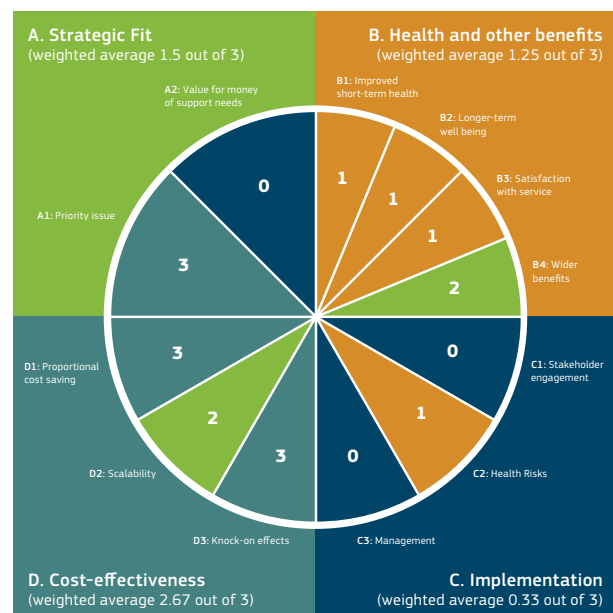 A. Strategic Fit
(weighted average 1.5 out of 3)
B. Health and other benefits
(weighted average 1.25 out of 3)
A2: Value for money
of support needs
B1: Improved
short-term health
B2: Longer-term
well being
B3: Satisfaction
with service
A1: Priority issue
B4: Wider
benefits
0
1
1
1
3
2
3
0
2
1
3
0
D1: Proportional
cost saving
C1: Stakeholder
engagement
D2: Scalability
C2: Health Risks
D3: Knock-on effects
C3: Management
D. Cost-effectiveness
(weighted average 2.67 out of 3)
C. Implementation
(weighted average 0.33 out of 3)